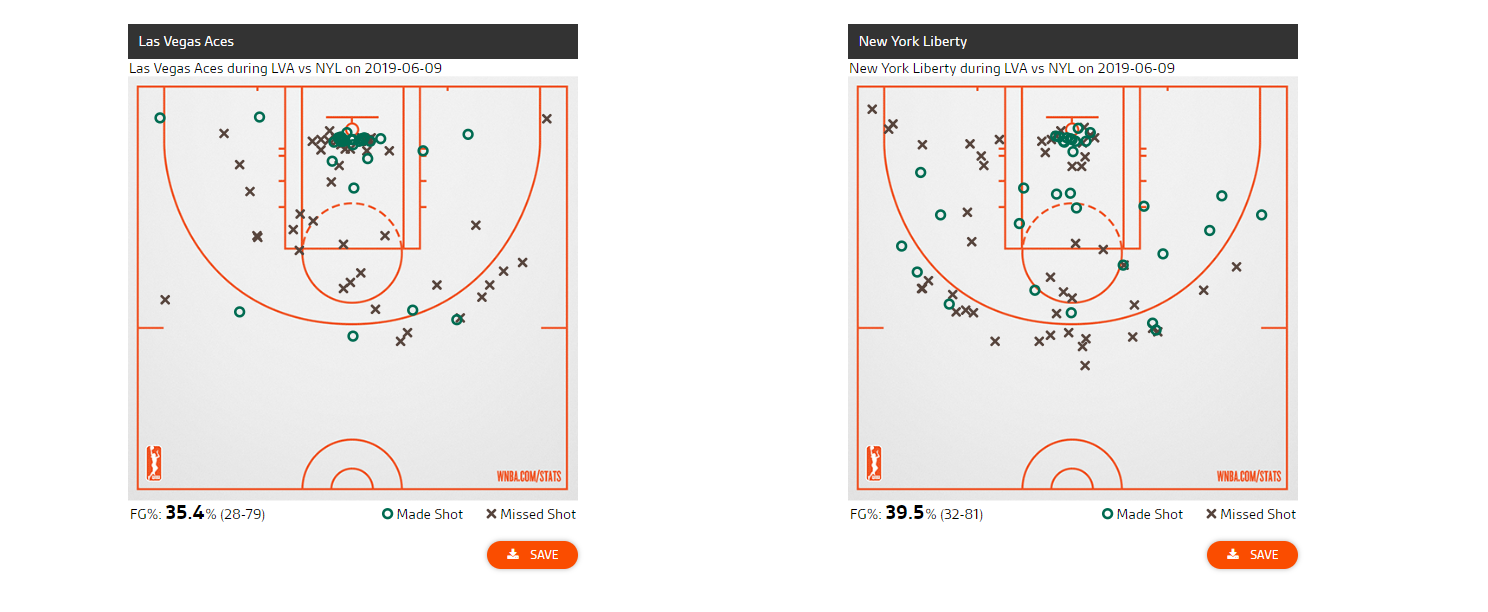 Las Vegas Aces
Las Vegas Aces during LVA vs NYL on 2019-06-09
WNBA.COM/STATS
FG%: 35.4% (28-79)
Made Shot
Missed Shot
SAVE
New York Liberty
New York Liberty during LVA vs NYL on 2019-06-09
WNBA.COM/STATS
FG%: 39.5% (32-81)
Made Shot
Missed Shot
SAVE